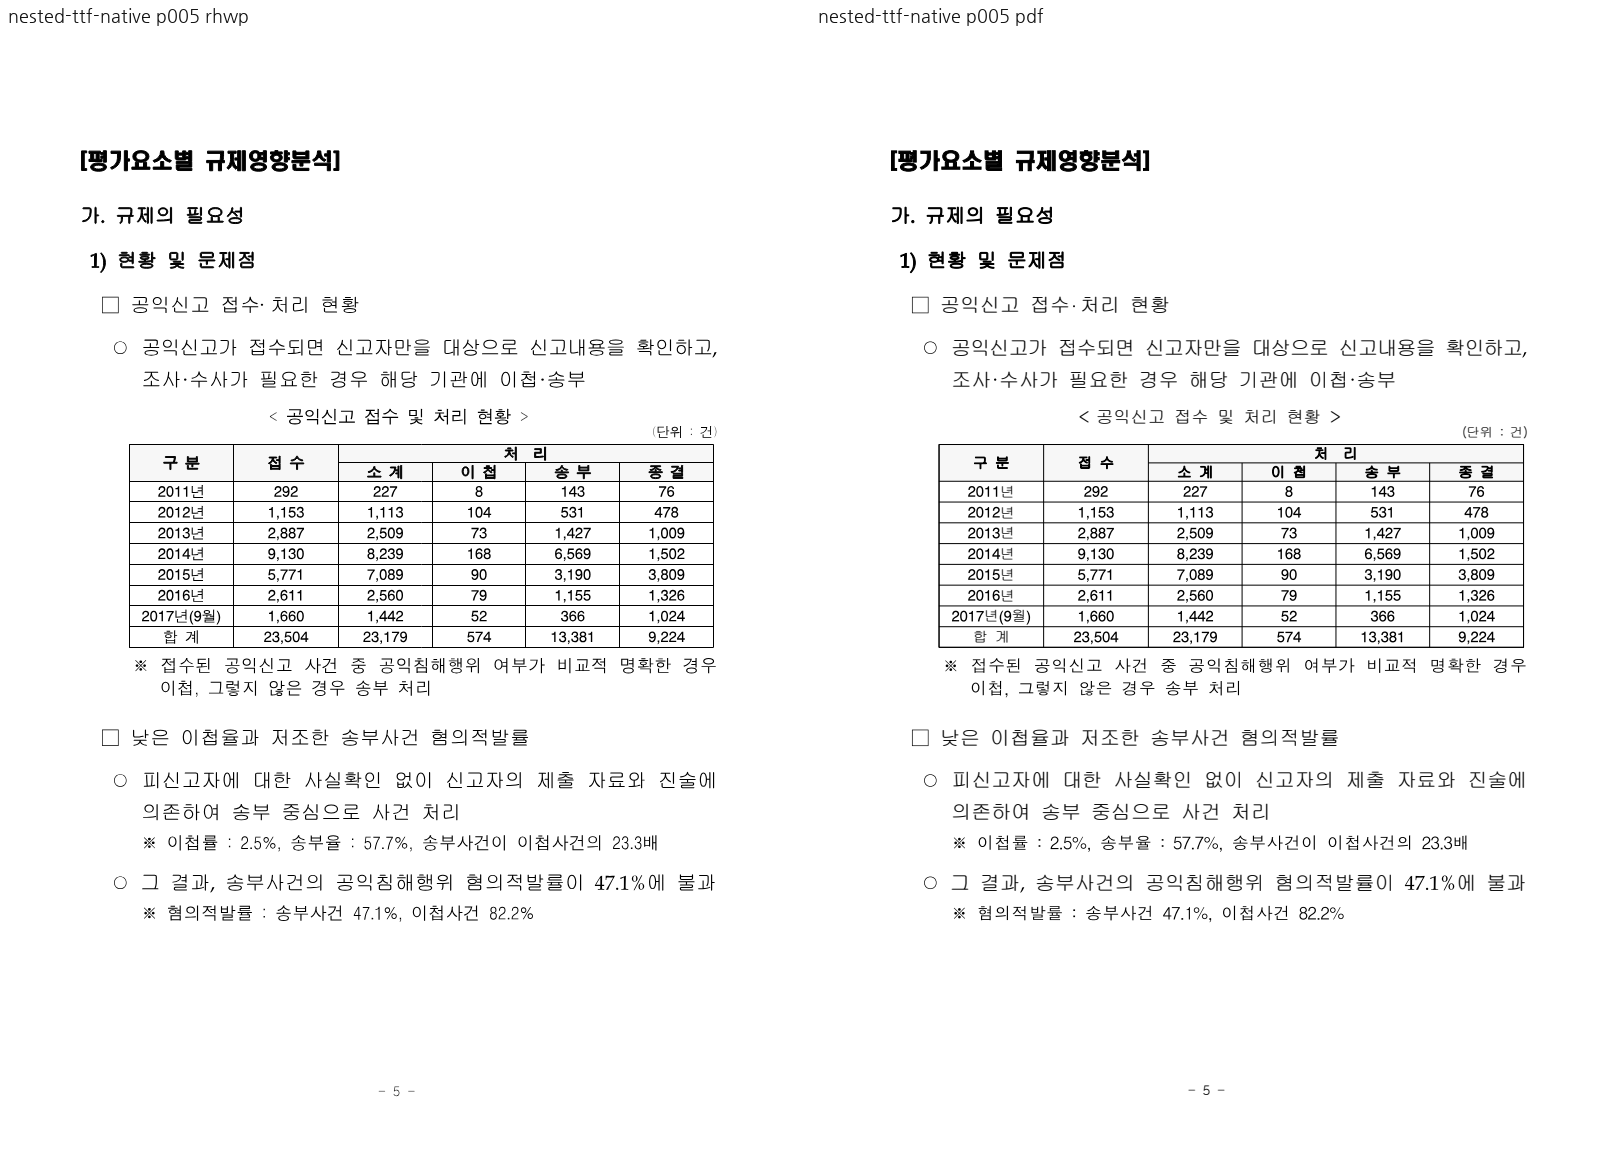 nested-ttf-native p005 rhwp
[평가요소별 규제영향분석]
가. 규제의 필요성
1) 현황 및 문제점
□ 공익신고 접수· 처리 현황
○ 공익신고가 접수되면 신고자만을 대상으로 신고내용을 확인하고,
조사·수사가 필요한 경우 해당 기관에 이첩·송부
< 공익신고 접수 및 처리 현황 >
(단위 : 건)
구 분 접 수 처 리
소 계 이 첩 송 부 종 결
2011년 292 227 8 143 76
2012년 1,153 1,113 104 531 478
2013년 2,887 2,509 73 1,427 1,009
2014년 9,130 8,239 168 6,569 1,502
2015년 5,771 7,089 90 3,190 3,809
2016년 2,611 2,560 79 1,155 1,326
2017년(9월) 1,660 1,442 52 366 1,024
합 계 23,504 23,179 574 13,381 9,224
※ 접수된 공익신고 사건 중 공익침해행위 여부가 비교적 명확한 경우
이첩, 그렇지 않은 경우 송부 처리
□ 낮은 이첩율과 저조한 송부사건 혐의적발률
○ 피신고자에 대한 사실확인 없이 신고자의 제출 자료와 진술에
의존하여 송부 중심으로 사건 처리
※ 이첩률 : 2.5%, 송부율 : 57.7%, 송부사건이 이첩사건의 23.3배
○ 그 결과, 송부사건의 공익침해행위 혐의적발률이 47.1%에 불과
※ 혐의적발률 : 송부사건 47.1%, 이첩사건 82.2%
- 5 -
nested-ttf-native p005 pdf
[평가요소별 규제영향분석]
가. 규제의 필요성
1) 현황 및 문제점
□ 공익신고 접수·처리 현황
○ 공익신고가 접수되면 신고자만을 대상으로 신고내용을 확인하고,
조사·수사가 필요한 경우 해당 기관에 이첩·송부
< 공익신고 접수 및 처리 현황 >
(단위 : 건)
구 분 접 수 처 리
소 계 이 첩 송 부 종 결
2011년 292 227 8 143 76
2012년 1,153 1,113 104 531 478
2013년 2,887 2,509 73 1,427 1,009
2014년 9,130 8,239 168 6,569 1,502
2015년 5,771 7,089 90 3,190 3,809
2016년 2,611 2,560 79 1,155 1,326
2017년(9월) 1,660 1,442 52 366 1,024
합 계 23,504 23,179 574 13,381 9,224
※ 접수된 공익신고 사건 중 공익침해행위 여부가 비교적 명확한 경우
이첩, 그렇지 않은 경우 송부 처리
□ 낮은 이첩율과 저조한 송부사건 혐의적발률
○ 피신고자에 대한 사실확인 없이 신고자의 제출 자료와 진술에
의존하여 송부 중심으로 사건 처리
※ 이첩률 : 2.5%, 송부율 : 57.7%, 송부사건이 이첩사건의 23.3배
○ 그 결과, 송부사건의 공익침해행위 혐의적발률이 47.1%에 불과
※ 혐의적발률 : 송부사건 47.1%, 이첩사건 82.2%
- 5 -